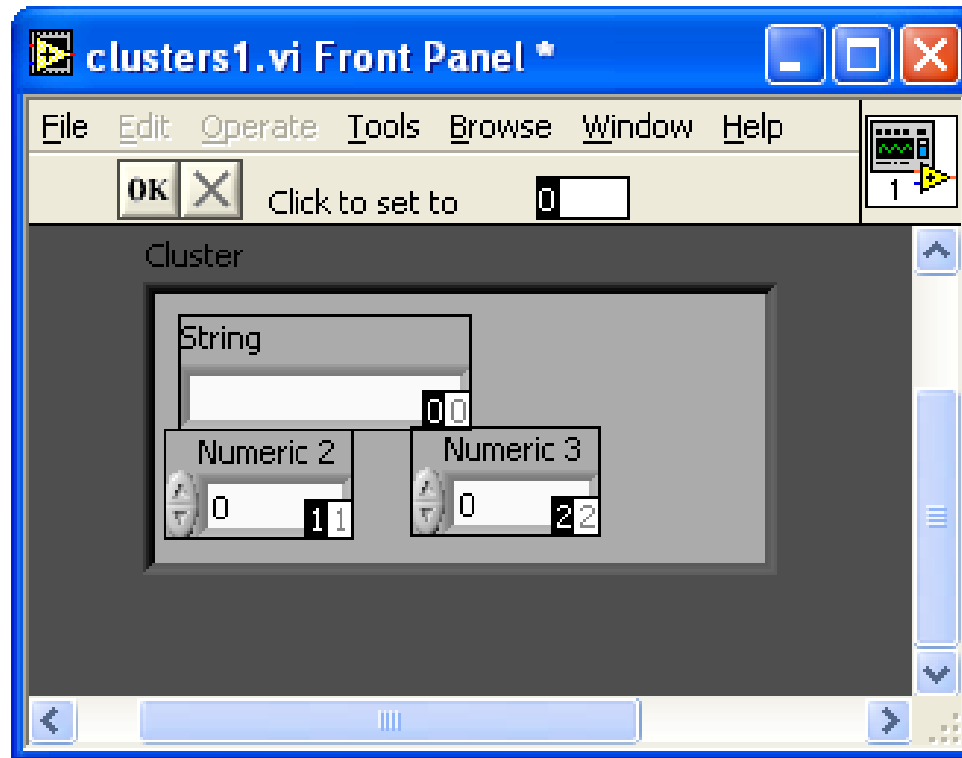 clusters1.vi Front Panel *
File Edit Operate Tools Browse Window Help
OK Click to set to 0
1
Cluster
String
0 0
Numeric 2 Numeric 3
0 1 1 0 2 2